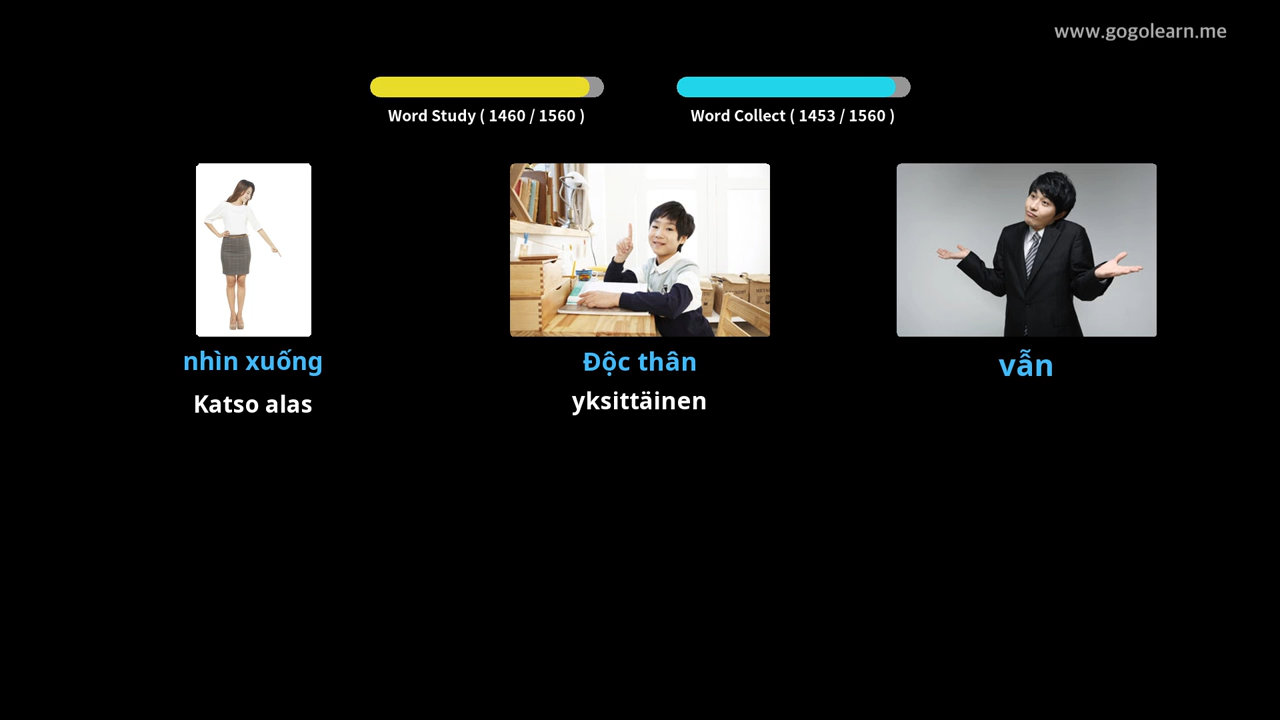 www.gogolearn.me
Word Study ( 1460 / 1560 )
Word Collect ( 1453 / 1560 )
nhìn xuống
Katso alas
Độc thân
yksittäinen
vẫn